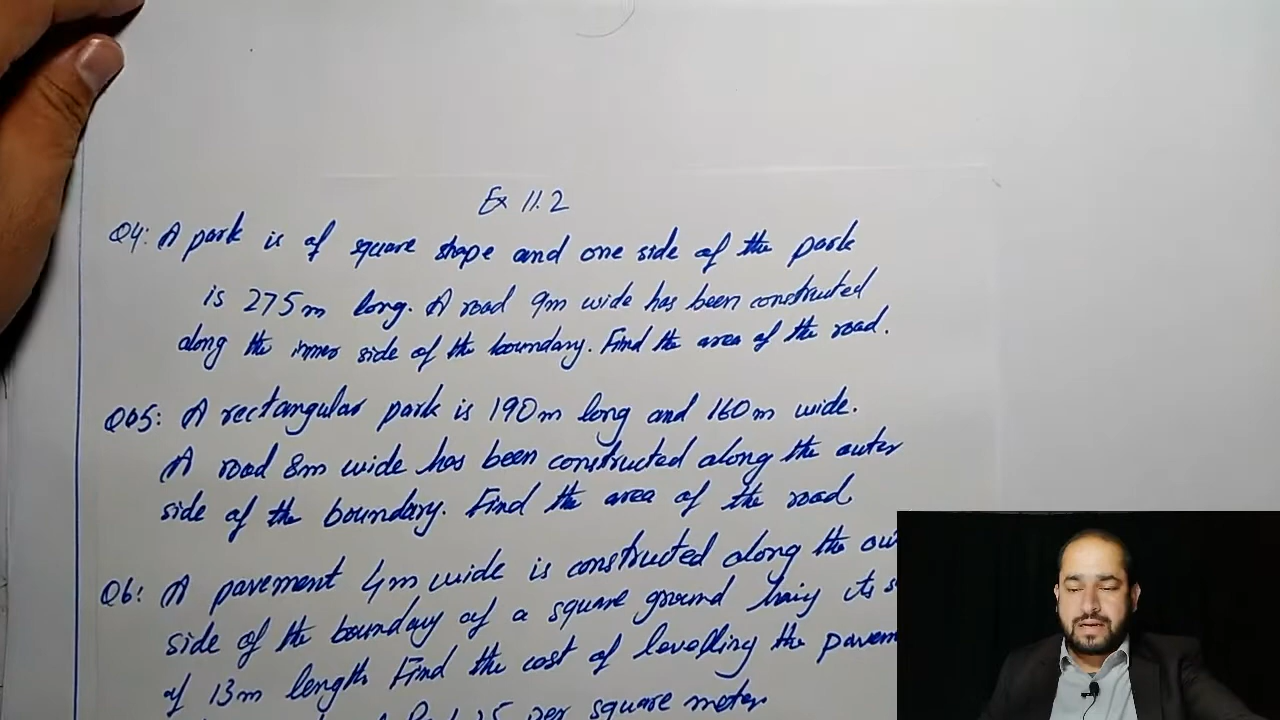 Ex 11.2
Q4: A park is of square shape and one side of the park
is 275m long. A road 9m wide has been constructed
along the inner side of the boundary. Find the area of the road.
Q05: A rectangular park is 190m long and 160m wide.
A road 8m wide has been constructed along the outer
side of the boundary. Find the area of the road.
Q6: A pavement 4m wide is constructed along the
side of the boundary of a square ground having its
of 13m length. Find the cost of levelling the
per square meter